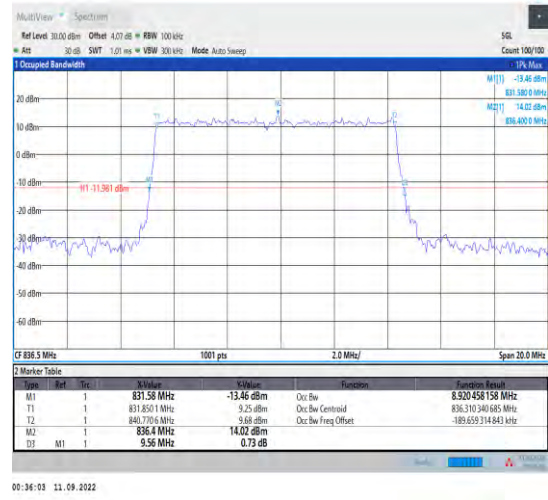 MultiView Spectrum
Ref Level 30.00 dBm Offset 4.07 dB RBW 100 kHz SGL
Att 30 dB SWT 1.01 ms VBW 300 kHz Mode Auto Sweep Count 100/100
1 Occupied Bandwidth 1Pk Max
M1[1] -13.46 dBm
831.580 0 MHz
20 dBm M2[1] 14.02 dBm
836.400 0 MHz
M2
T1
10 dBm
0 dBm
-10 dBm
H1 -11.961 dBm
-20 dBm
-30 dBm
-40 dBm
-50 dBm
-60 dBm
CF 836.5 MHz 1001 pts 2.0 MHz/ Span 20.0 MHz
2 Marker Table
Type Ref Trc X-Value Y-Value Function Function Result
M1 1 831.58 MHz -13.46 dBm Occ Bw 8.920 458 158 MHz
T1 1 831.850 1 MHz 9.25 dBm Occ Bw Centroid 836.310 340 685 MHz
T2 1 840.770 6 MHz 9.68 dBm Occ Bw Freq Offset -189.659 314 843 kHz
M2 1 836.4 MHz 14.02 dBm
D3 M1 1 9.56 MHz 0.73 dB
00:36:03 11.09.2022